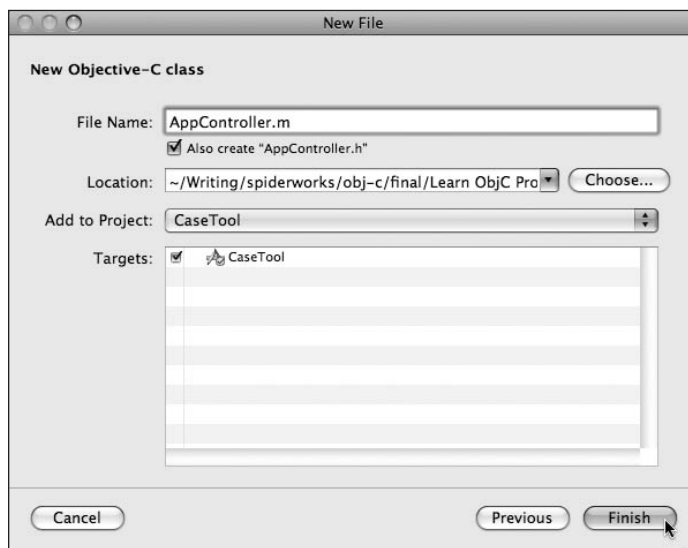 New File
New Objective-C class
File Name: AppController.m
Also create "AppController.h"
Location: ~/Writing/spiderworks/obj-c/final/Learn ObjC Pro Choose...
Add to Project: CaseTool
Targets: CaseTool
Cancel Previous Finish